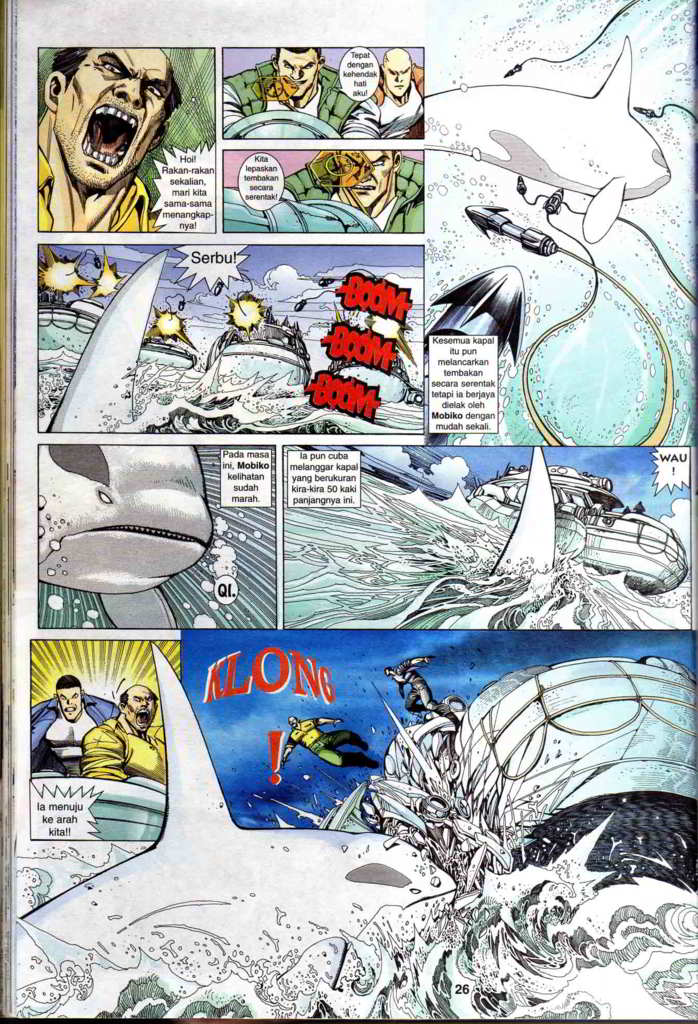 Hoi!
Rakan-rakan
sekalian,
mari kita
sama-sama
menangkap-
nya!
Tepat
dengan
kehendak
hati
aku!
Kita
lepaskan
tembakan
secara
serentak!
Serbu!
BOOM
BOOM
BOOM
Kesemua kapal
itu pun
melancarkan
tembakan
secara serentak
tetapi ia berjaya
dielak oleh
Mobiko dengan
mudah sekali.
Pada masa
ini, Mobiko
kelihatan
sudah
marah.
QI.
Ia pun cuba
melanggar kapal
yang berukuran
kira-kira 50 kaki
panjangnya ini.
WAU
!
Ia menuju
ke arah
kita!!
KLONG
!
26